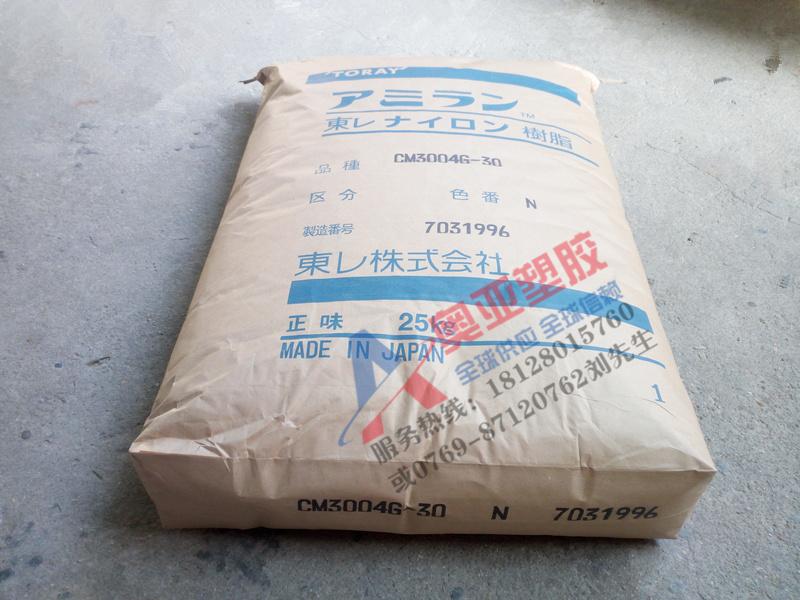 TORAY
アミラン™
東レ ナイロン 樹脂
品種 CM3004G-30
区分 色番 N
製造番号 7031996
東レ株式会社
正味 25kg
MADE IN JAPAN
1
CM3004G-30 N 7031996
奥亚塑胶
全球供应 全球信赖
服务热线：18128015760
或0769-87120762刘先生